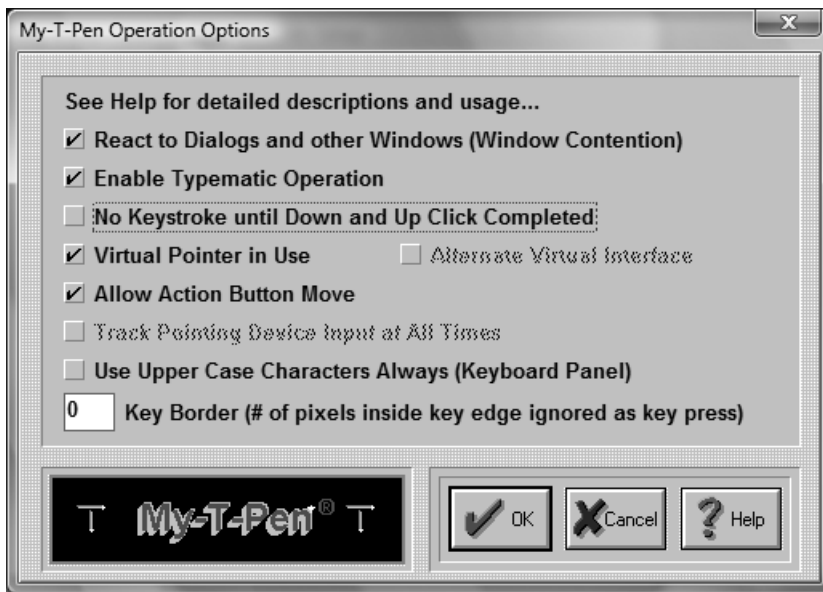 My-T-Pen Operation Options
See Help for detailed descriptions and usage...
React to Dialogs and other Windows (Window Contention)
Enable Typematic Operation
No Keystroke until Down and Up Click Completed
Virtual Pointer in Use Alternate Virtual Interface
Allow Action Button Move
Track Pointing Device Input at All Times
Use Upper Case Characters Always (Keyboard Panel)
0 Key Border (# of pixels inside key edge ignored as key press)
T My-T-Pen® T OK Cancel Help